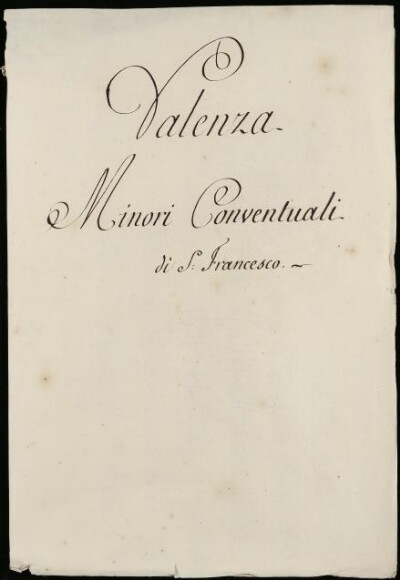 Valenza.
Minori Conventuali
di S: Francesco. ~